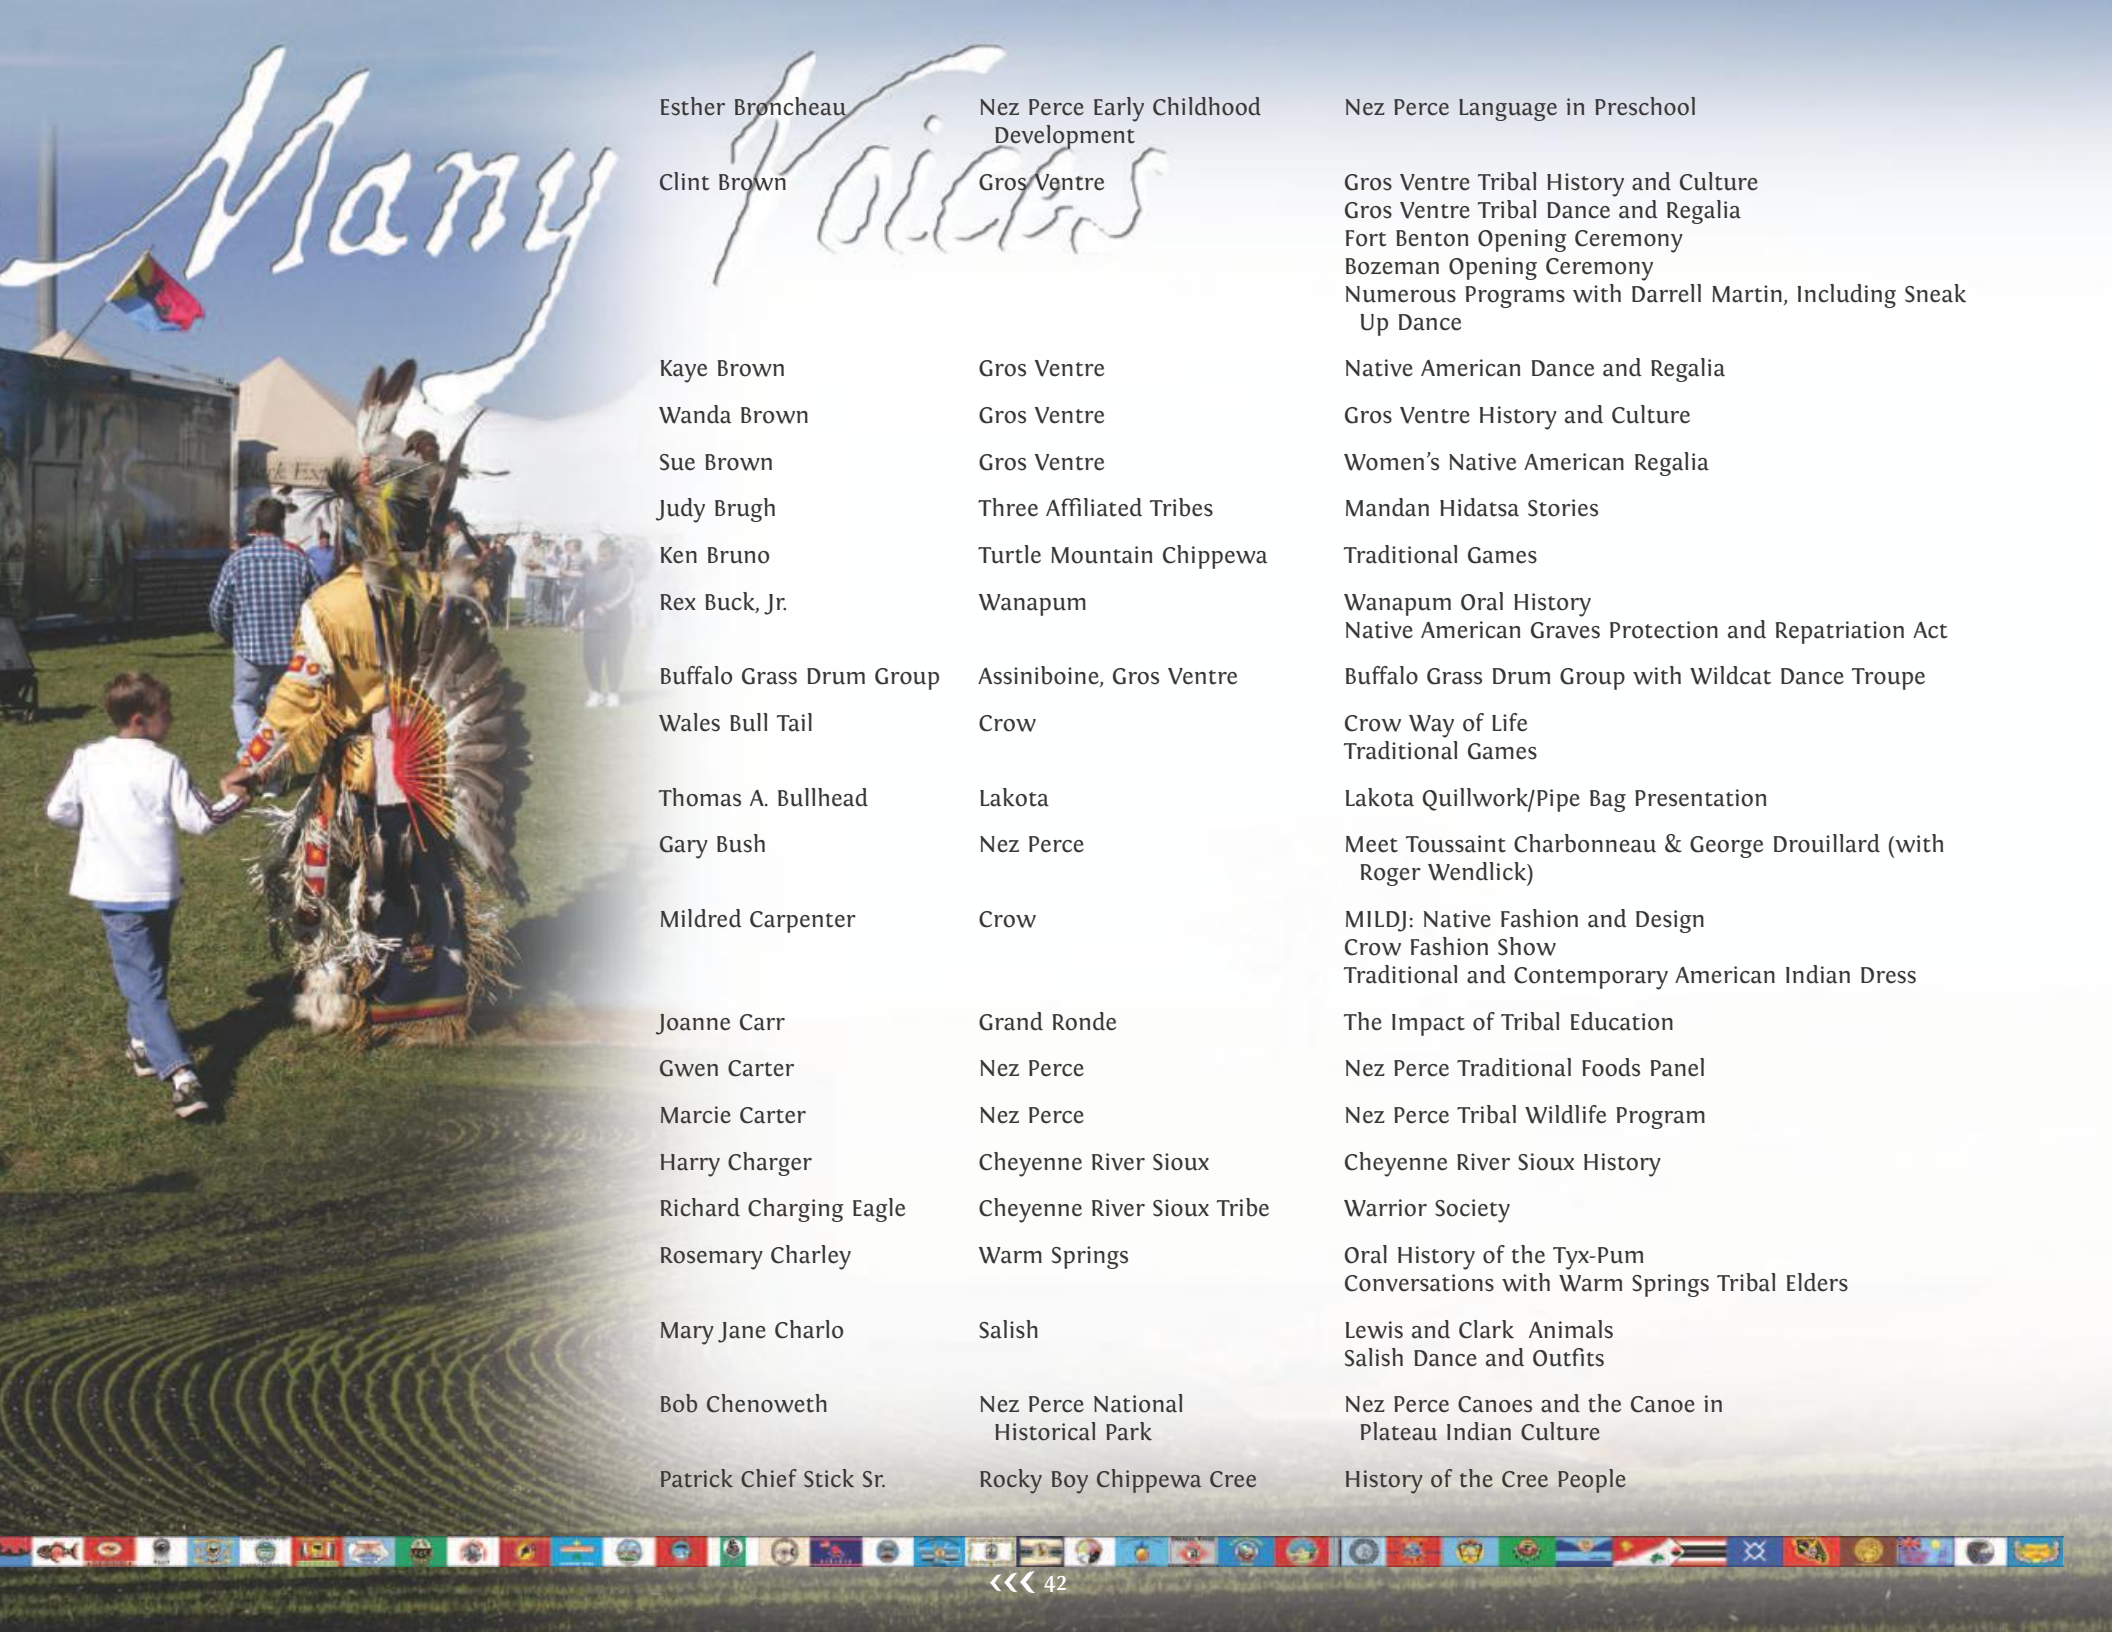 Many Voices
Esther Broncheau Nez Perce Early Childhood Nez Perce Language in Preschool
Development
Clint Brown Gros Ventre Gros Ventre Tribal History and Culture
Gros Ventre Tribal Dance and Regalia
Fort Benton Opening Ceremony
Bozeman Opening Ceremony
Numerous Programs with Darrell Martin, Including Sneak
Up Dance
Kaye Brown Gros Ventre Native American Dance and Regalia
Wanda Brown Gros Ventre Gros Ventre History and Culture
Sue Brown Gros Ventre Women's Native American Regalia
Judy Brugh Three Affiliated Tribes Mandan Hidatsa Stories
Ken Bruno Turtle Mountain Chippewa Traditional Games
Rex Buck, Jr. Wanapum Wanapum Oral History
Native American Graves Protection and Repatriation Act
Buffalo Grass Drum Group Assiniboine, Gros Ventre Buffalo Grass Drum Group with Wildcat Dance Troupe
Wales Bull Tail Crow Crow Way of Life
Traditional Games
Thomas A. Bullhead Lakota Lakota Quillwork/Pipe Bag Presentation
Gary Bush Nez Perce Meet Toussaint Charbonneau & George Drouillard (with
Roger Wendlick)
Mildred Carpenter Crow MILDJ: Native Fashion and Design
Crow Fashion Show
Traditional and Contemporary American Indian Dress
Joanne Carr Grand Ronde The Impact of Tribal Education
Gwen Carter Nez Perce Nez Perce Traditional Foods Panel
Marcie Carter Nez Perce Nez Perce Tribal Wildlife Program
Harry Charger Cheyenne River Sioux Cheyenne River Sioux History
Richard Charging Eagle Cheyenne River Sioux Tribe Warrior Society
Rosemary Charley Warm Springs Oral History of the Tyx-Pum
Conversations with Warm Springs Tribal Elders
Mary Jane Charlo Salish Lewis and Clark  Animals
Salish Dance and Outfits
Bob Chenoweth Nez Perce National Nez Perce Canoes and the Canoe in
Historical Park Plateau Indian Culture
Patrick Chief Stick Sr. Rocky Boy Chippewa Cree History of the Cree People
42